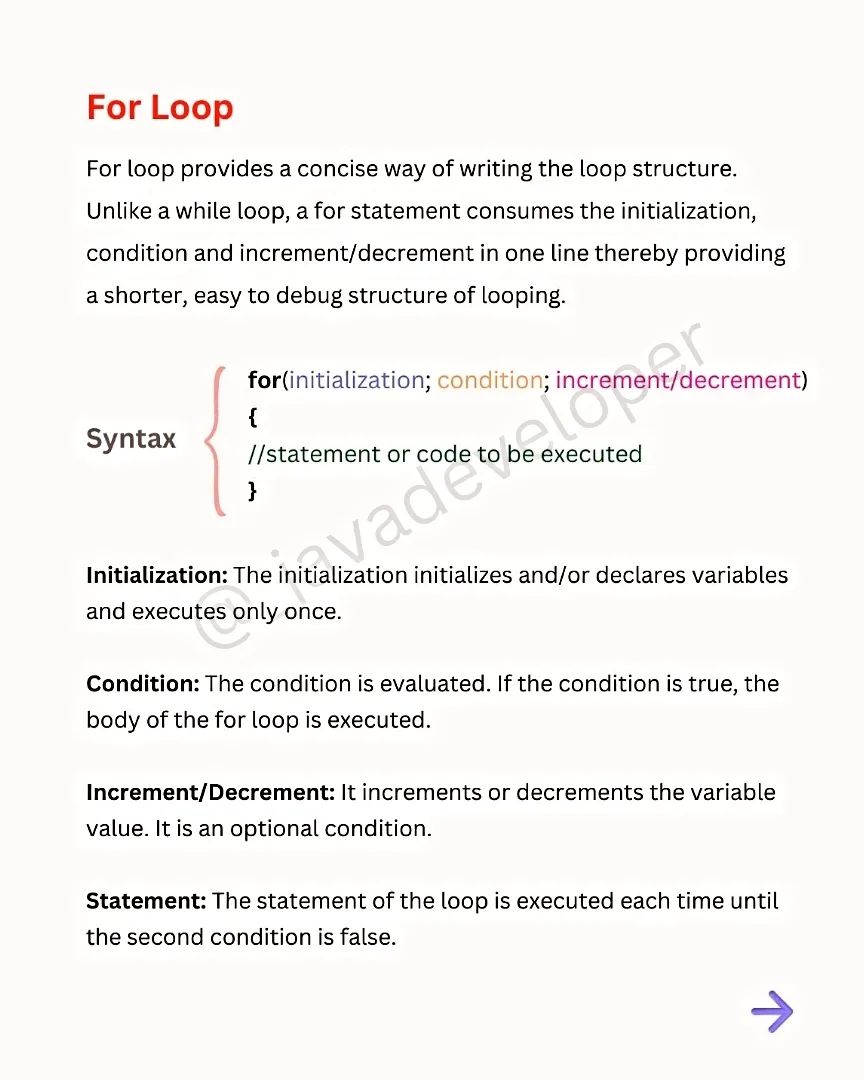 For Loop
For loop provides a concise way of writing the loop structure.
Unlike a while loop, a for statement consumes the initialization,
condition and increment/decrement in one line thereby providing
a shorter, easy to debug structure of looping.
for(initialization; condition; increment/decrement)
{
Syntax
//statement or code to be executed
}
@_javadeveloper
Initialization: The initialization initializes and/or declares variables
and executes only once.
Condition: The condition is evaluated. If the condition is true, the
body of the for loop is executed.
Increment/Decrement: It increments or decrements the variable
value. It is an optional condition.
Statement: The statement of the loop is executed each time until
the second condition is false.